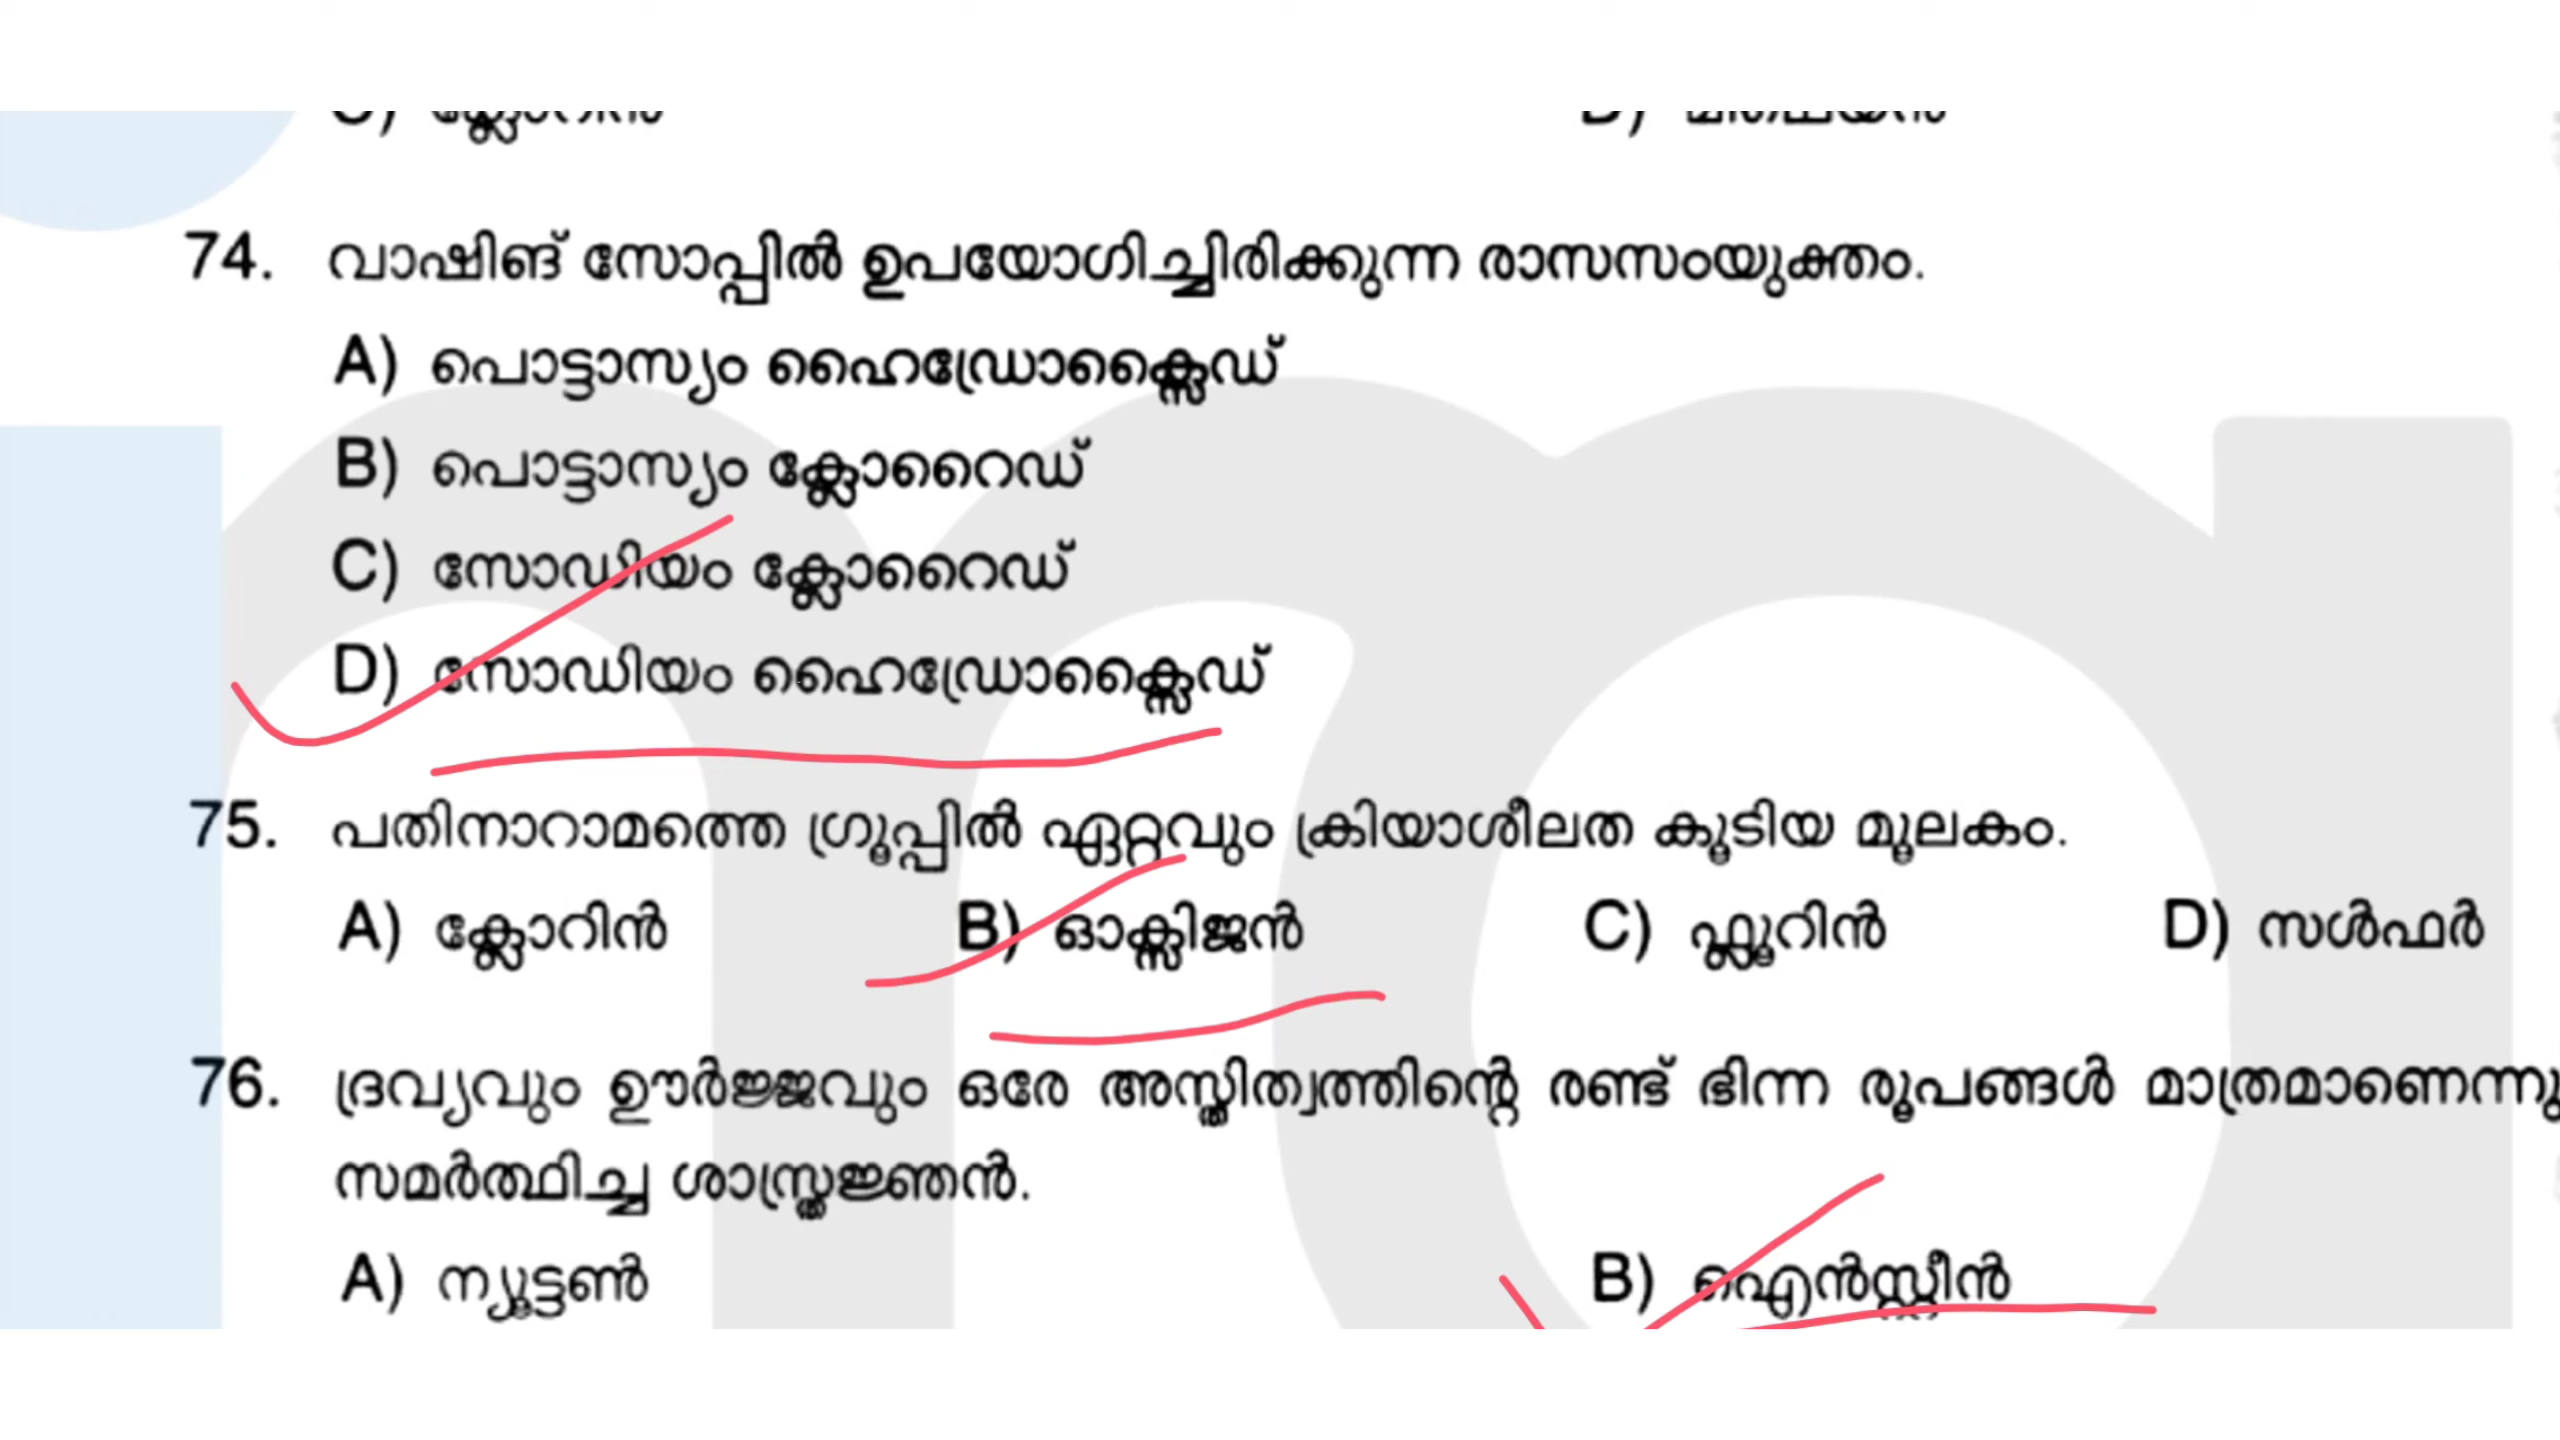 C) ക്ലോറിൻ
74. വാഷിങ് സോപ്പിൽ ഉപയോഗിച്ചിരിക്കുന്ന രാസസംയുക്തം.
A) പൊട്ടാസ്യം ഹൈഡ്രോക്സൈഡ്
B) പൊട്ടാസ്യം ക്ലോറൈഡ്
C) സോഡിയം ക്ലോറൈഡ്
D) സോഡിയം ഹൈഡ്രോക്സൈഡ്
75. പതിനാറാമത്തെ ഗ്രൂപ്പിൽ ഏറ്റവും ക്രിയാശീലത കൂടിയ മൂലകം.
A) ക്ലോറിൻ B) ഓക്സിജൻ C) ഫ്ലൂറിൻ D) സൾഫർ
76. ദ്രവ്യവും ഊർജ്ജവും ഒരേ അസ്തിത്വത്തിന്റെ രണ്ട് ഭിന്ന രൂപങ്ങൾ മാത്രമാണെന്നു
സമർത്ഥിച്ച ശാസ്ത്രജ്ഞൻ.
A) ന്യൂട്ടൺ B) ഐൻസ്റ്റീൻ